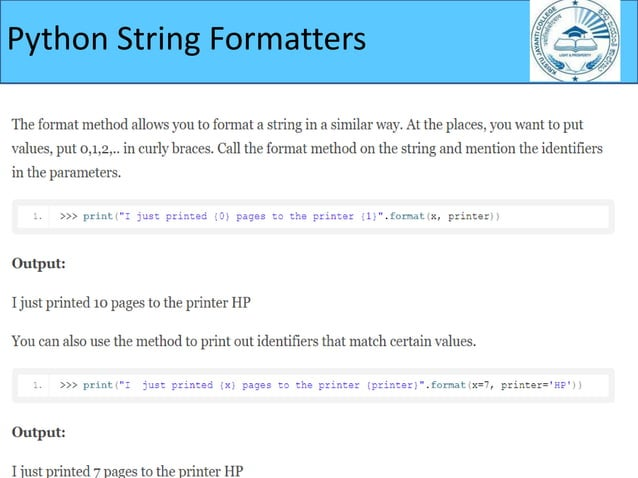 Python String Formatters
KRISTU JAYANTI COLLEGE
LIGHT & PROSPERITY
The format method allows you to format a string in a similar way. At the places, you want to put
values, put 0,1,2,.. in curly braces. Call the format method on the string and mention the identifiers
in the parameters.
1. >>> print("I just printed {0} pages to the printer {1}".format(x, printer))
Output:
I just printed 10 pages to the printer HP
You can also use the method to print out identifiers that match certain values.
1. >>> print("I  just printed {x} pages to the printer {printer}".format(x=7, printer='HP'))
Output:
I just printed 7 pages to the printer HP